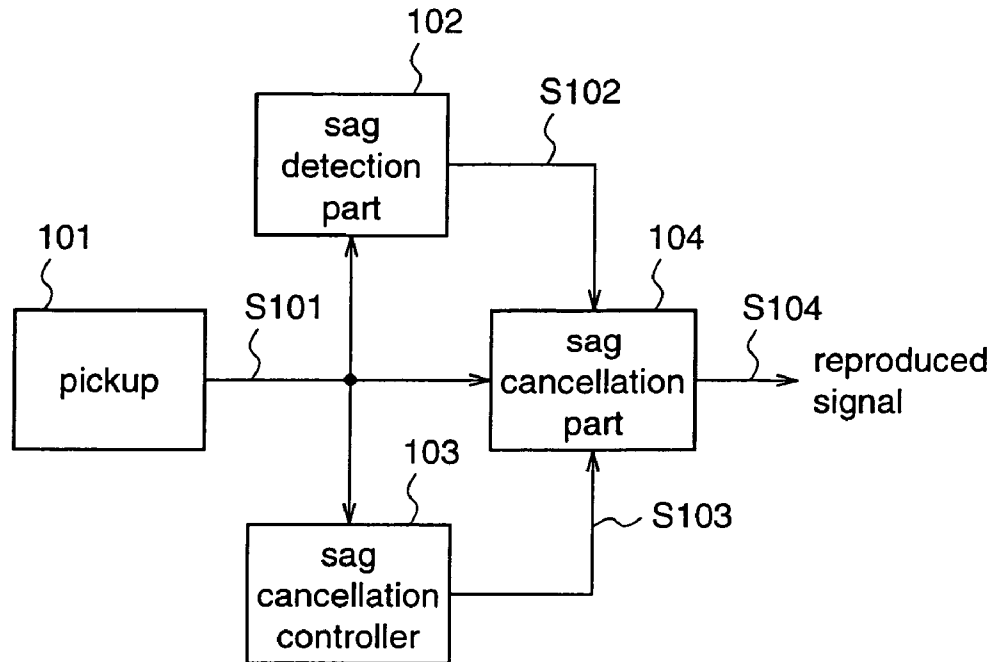 102
sag
detection
part
S102
101
pickup
S101
104
sag
cancellation
part
S104
reproduced
signal
103
sag
cancellation
controller
S103